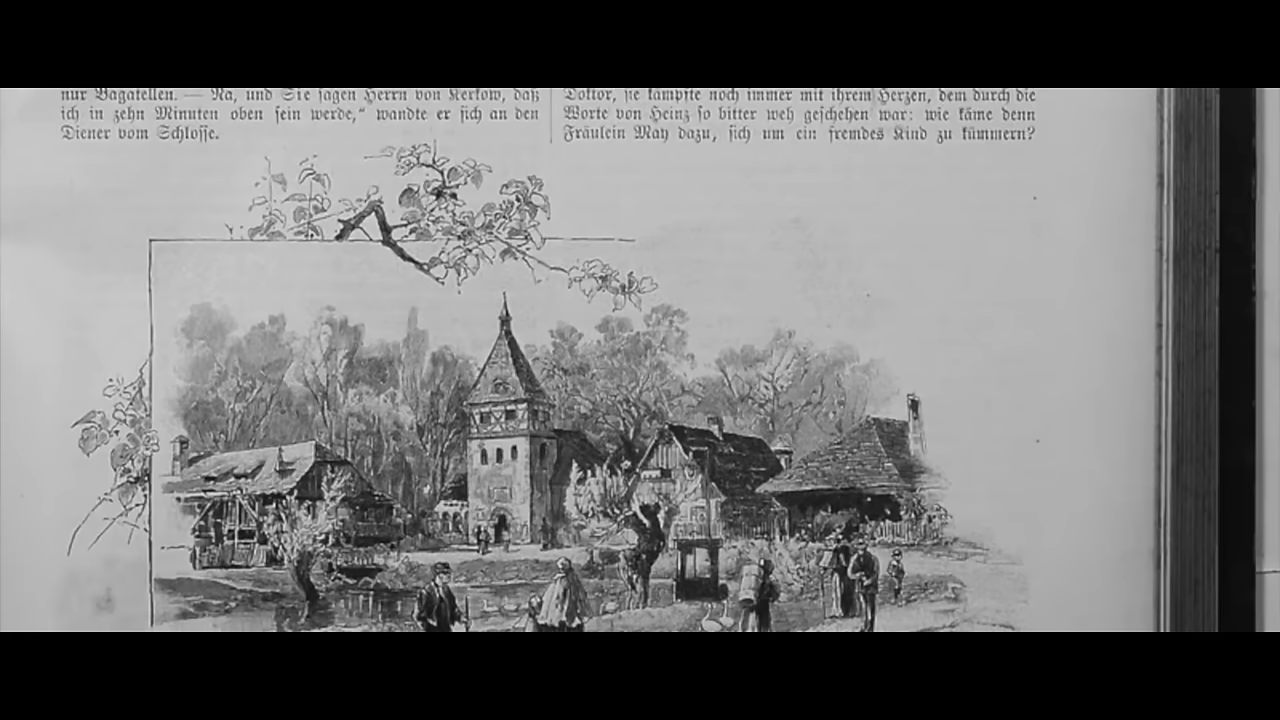 nur Bagatellen. — Na, und Sie sagen Herrn von Kerkow, daß
ich in zehn Minuten oben sein werde,“ wandte er sich an den
Diener vom Schlosse.
Doktor, sie kämpfte noch immer mit ihrem Herzen, dem durch die
Worte von Heinz so bitter weh geschehen war: wie käme denn
Fräulein May dazu, sich um ein fremdes Kind zu kümmern?